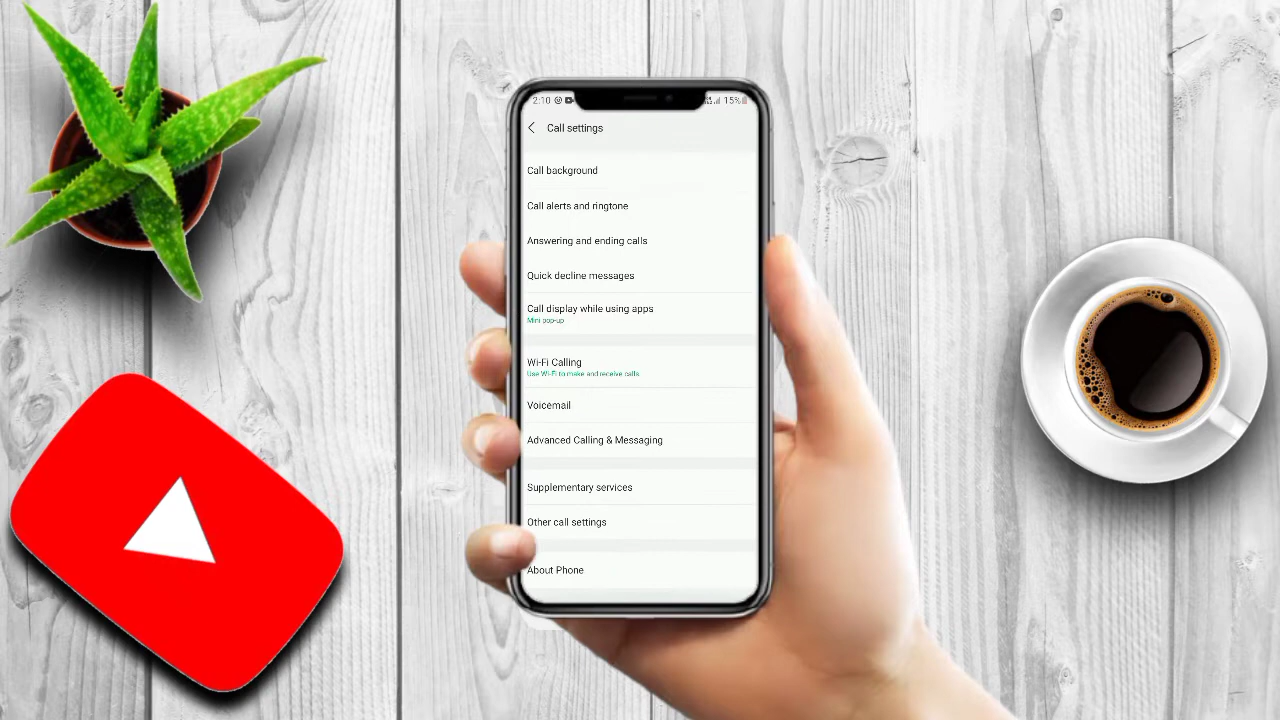 2:10 15%
Call settings
Call background
Call alerts and ringtone
Answering and ending calls
Quick decline messages
Call display while using apps
Mini pop-up
Wi-Fi Calling
Use Wi-Fi to make and receive calls
Voicemail
Advanced Calling & Messaging
Supplementary services
Other call settings
About Phone